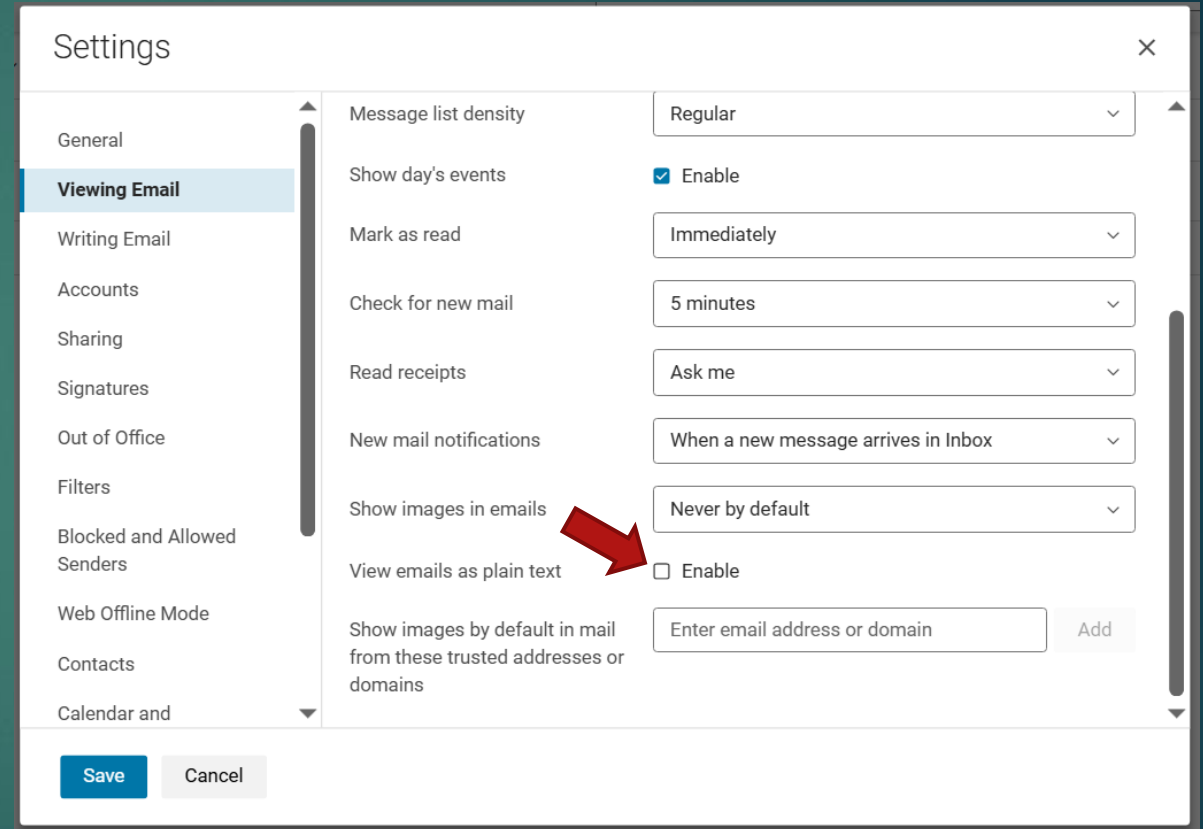 Settings
General
Viewing Email
Writing Email
Accounts
Sharing
Signatures
Out of Office
Filters
Blocked and Allowed
Senders
Web Offline Mode
Contacts
Calendar and
Message list density
Regular
Show day's events
Enable
Mark as read
Immediately
Check for new mail
5 minutes
Read receipts
Ask me
New mail notifications
When a new message arrives in Inbox
Show images in emails
Never by default
View emails as plain text
Enable
Show images by default in mail
from these trusted addresses or
domains
Enter email address or domain
Add
Save
Cancel